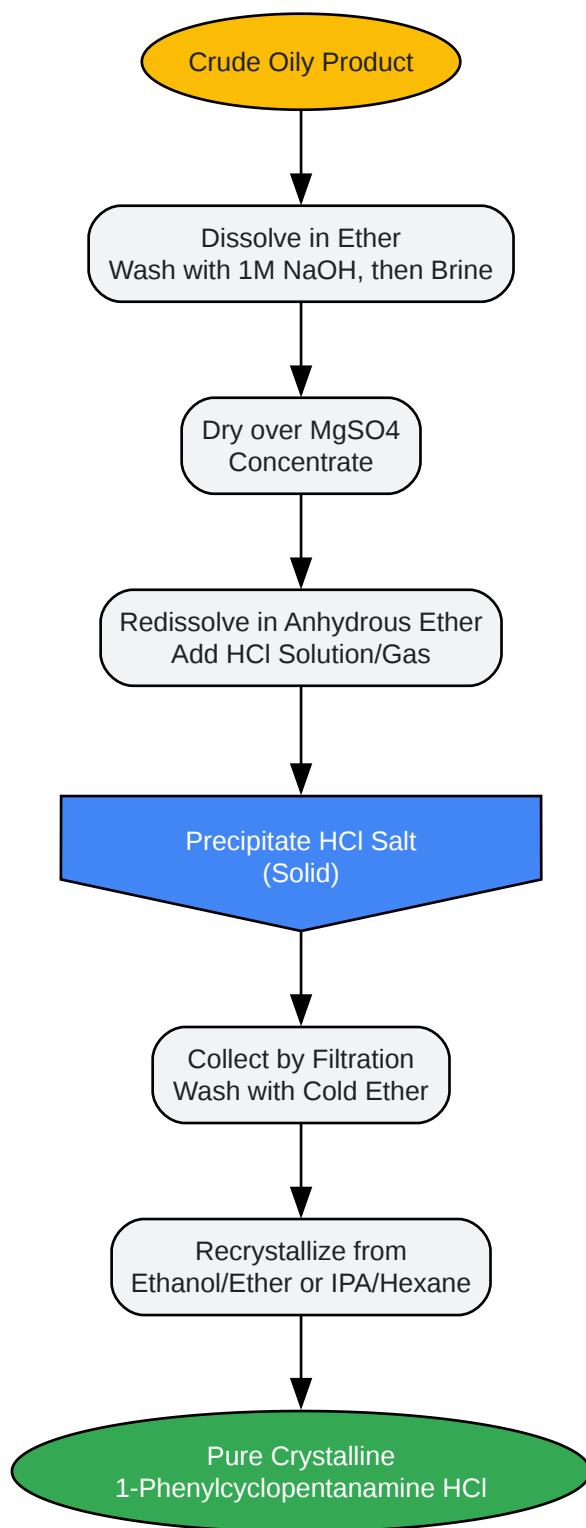 Crude Oily Product
Dissolve in Ether
Wash with 1M NaOH, then Brine
Dry over MgSO4
Concentrate
Redissolve in Anhydrous Ether
Add HCl Solution/Gas
Precipitate HCl Salt
(Solid)
Collect by Filtration
Wash with Cold Ether
Recrystallize from
Ethanol/Ether or IPA/Hexane
Pure Crystalline
1-Phenylcyclopentanamine HCl